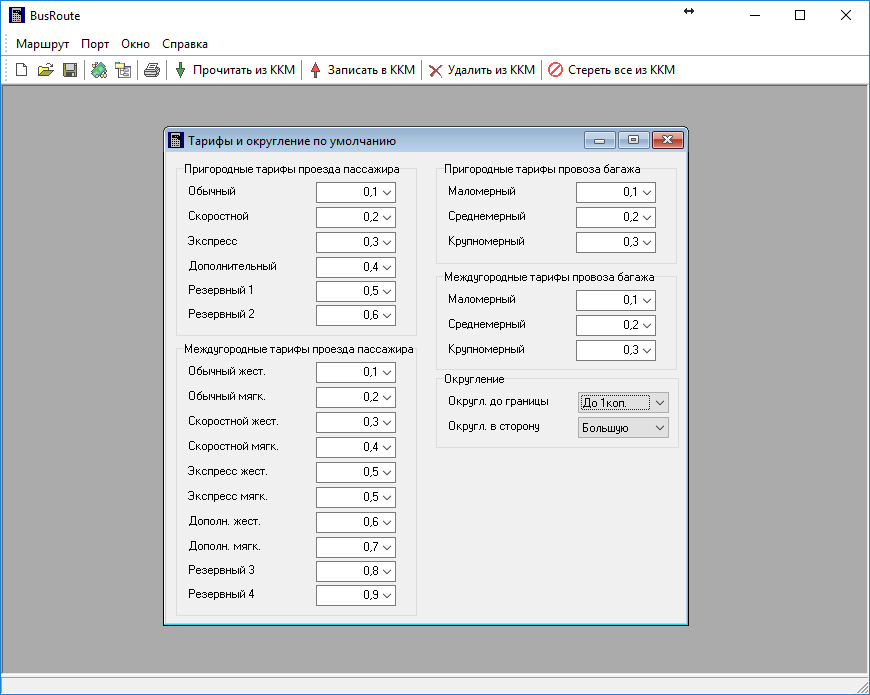 BusRoute
Маршрут Порт Окно Справка
Прочитать из ККМ Записать в ККМ Удалить из ККМ Стереть все из ККМ
Тарифы и округление по умолчанию
Пригородные тарифы проезда пассажира
Обычный 0,1
Скоростной 0,2
Экспресс 0,3
Дополнительный 0,4
Резервный 1 0,5
Резервный 2 0,6
Междугородные тарифы проезда пассажира
Обычный жест. 0,1
Обычный мягк. 0,2
Скоростной жест. 0,3
Скоростной мягк. 0,4
Экспресс жест. 0,5
Экспресс мягк. 0,5
Дополн. жест. 0,6
Дополн. мягк. 0,7
Резервный 3 0,8
Резервный 4 0,9
Пригородные тарифы провоза багажа
Маломерный 0,1
Среднемерный 0,2
Крупномерный 0,3
Междугородные тарифы провоза багажа
Маломерный 0,1
Среднемерный 0,2
Крупномерный 0,3
Округление
Округл. до границы До 1коп.
Округл. в сторону Большую